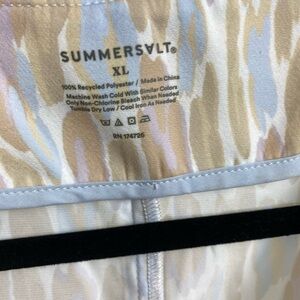 SUMMERSALT®
XL
100% Recycled Polyester / Made in China
Machine Wash Cold With Similar Colors
Only Non-Chlorine Bleach When Needed
Tumble Dry Low / Cool Iron As Needed
RN 174725